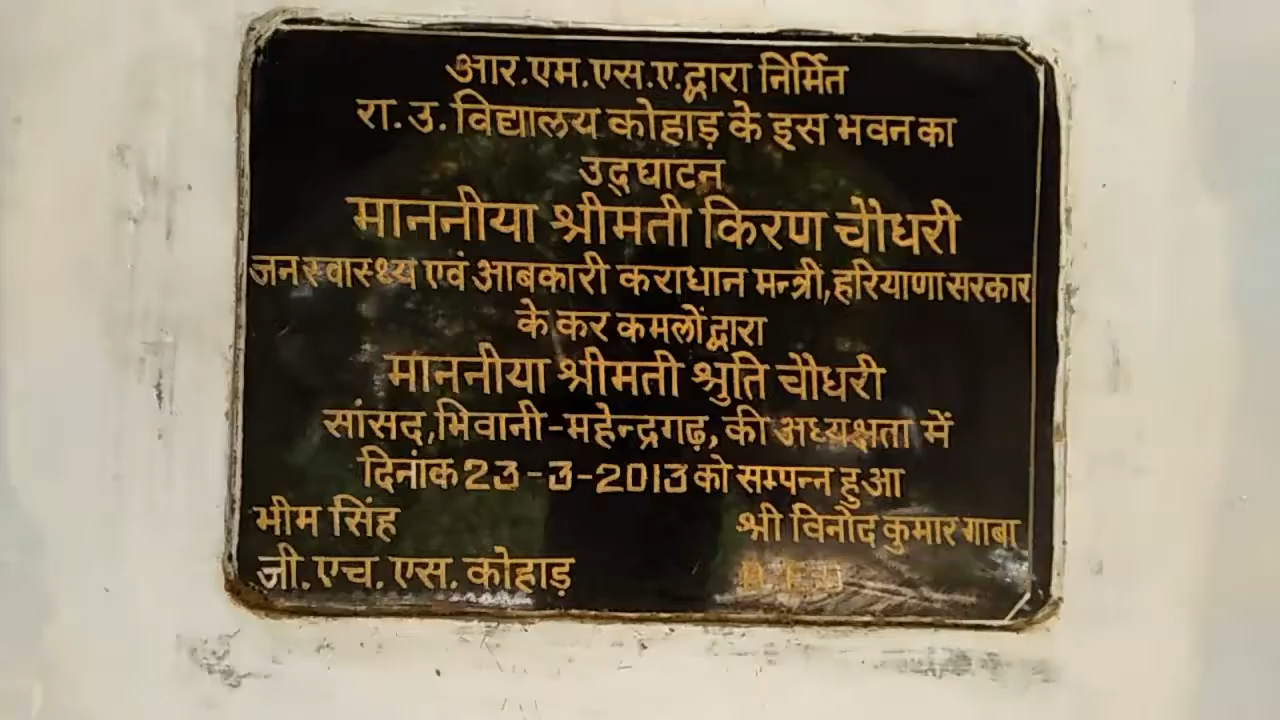 आर.एम.एस.ए.द्वारा निर्मित
रा.उ.विद्यालय कोहाड़ के इस भवन का
उद्घाटन
माननीया श्रीमती किरण चौधरी
जन स्वास्थ्य एवं आबकारी कराधान मन्त्री,हरियाणा सरकार
के कर कमलों द्वारा
माननीया श्रीमती श्रुति चौधरी
सांसद,भिवानी-महेन्द्रगढ़, की अध्यक्षता में
दिनांक 23-3-2013 को सम्पन्न हुआ
भीम सिंह श्री विनोद कुमार गाबा
जी.एच.एस. कोहाड़